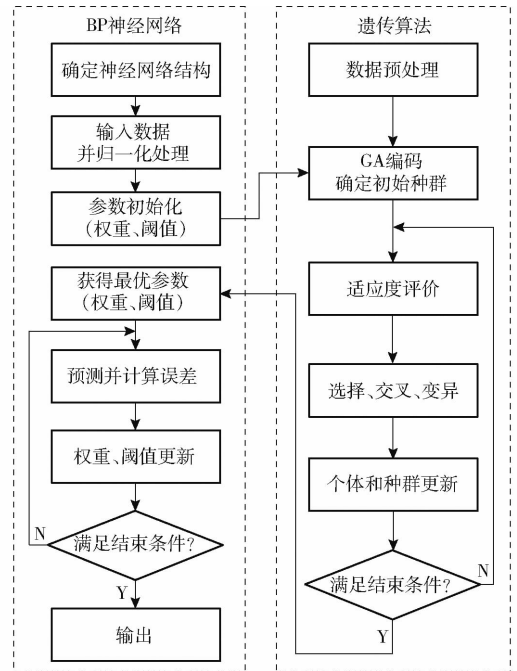 BP神经网络
确定神经网络结构
输入数据
并归一化处理
参数初始化
(权重、阈值)
获得最优参数
(权重、阈值)
预测并计算误差
权重、阈值更新
满足结束条件?
N
Y
输出
遗传算法
数据预处理
GA编码
确定初始种群
适应度评价
选择、交叉、变异
个体和种群更新
满足结束条件?
N
Y